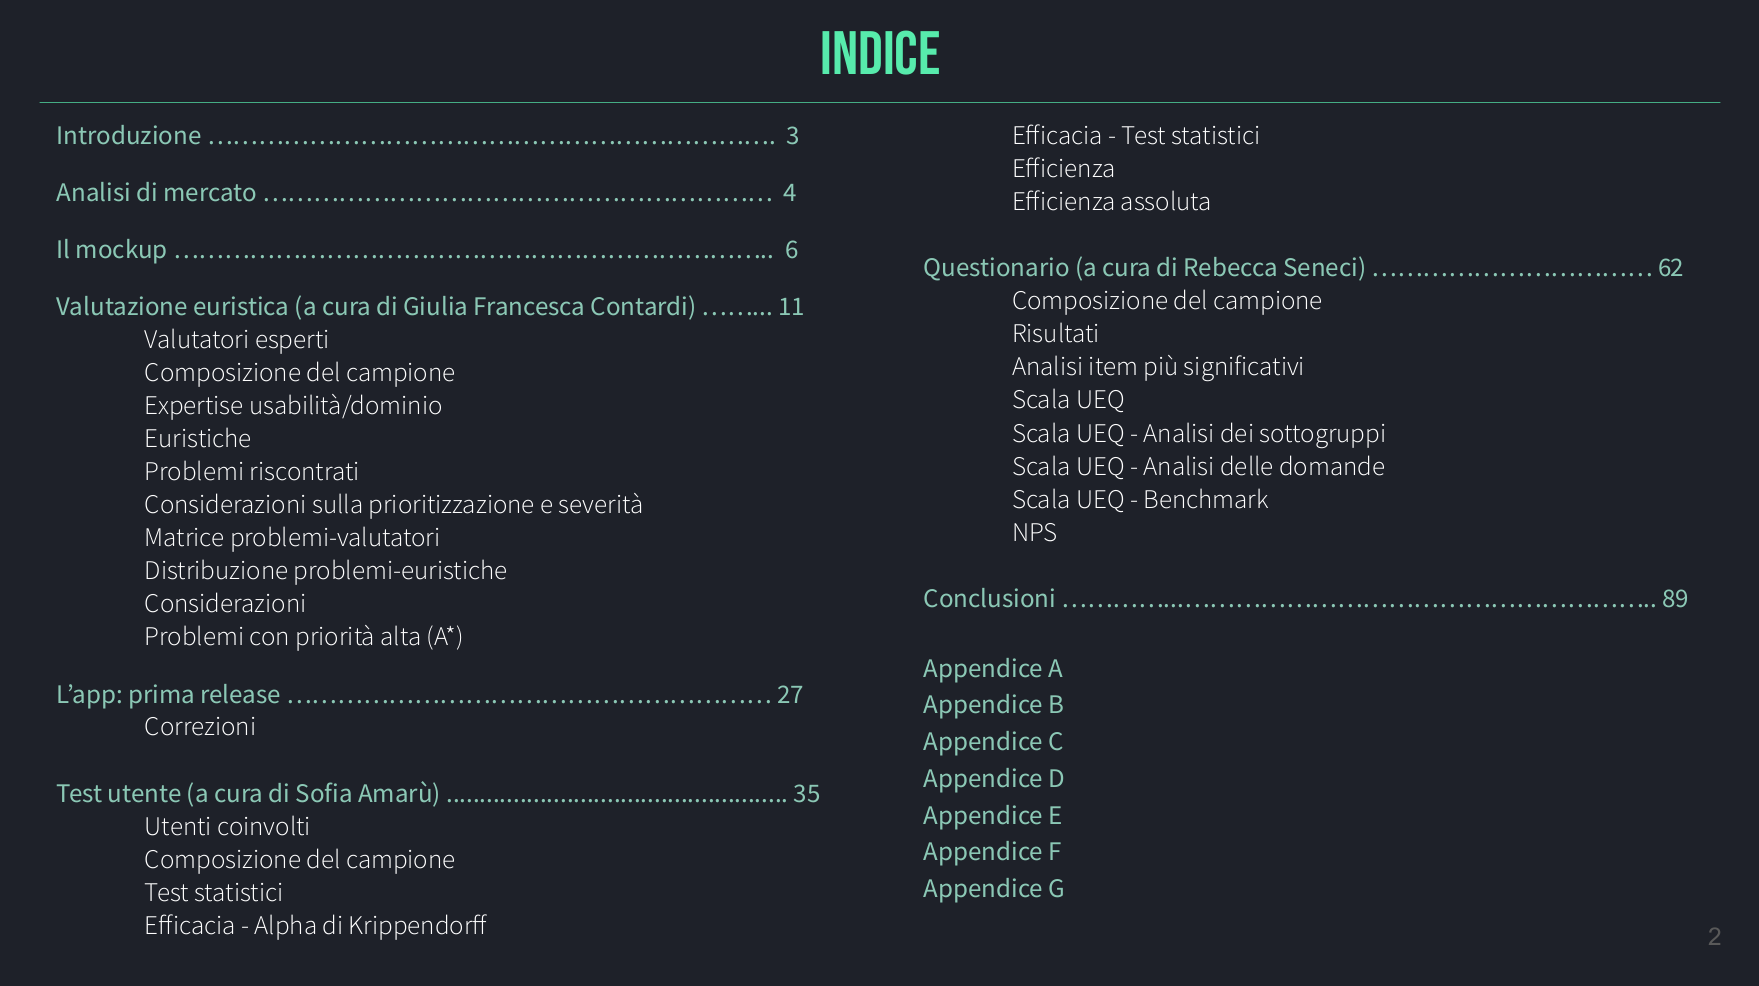 INDICE
Introduzione ……………………………………………………………. 3
Analisi di mercato ……………………………………………………… 4
Il mockup ……………………………………………………………….. 6
Valutazione euristica (a cura di Giulia Francesca Contardi) ……... 11
Valutatori esperti
Composizione del campione
Expertise usabilità/dominio
Euristiche
Problemi riscontrati
Considerazioni sulla prioritizzazione e severità
Matrice problemi-valutatori
Distribuzione problemi-euristiche
Considerazioni
Problemi con priorità alta (A*)
L’app: prima release …………………………………………………… 27
Correzioni
Test utente (a cura di Sofia Amarù) .................................................. 35
Utenti coinvolti
Composizione del campione
Test statistici
Efficacia - Alpha di Krippendorff
Efficacia - Test statistici
Efficienza
Efficienza assoluta
Questionario (a cura di Rebecca Seneci) …………………………… 62
Composizione del campione
Risultati
Analisi item più significativi
Scala UEQ
Scala UEQ - Analisi dei sottogruppi
Scala UEQ - Analisi delle domande
Scala UEQ - Benchmark
NPS
Conclusioni …………...……………………………………………….. 89
Appendice A
Appendice B
Appendice C
Appendice D
Appendice E
Appendice F
Appendice G
2